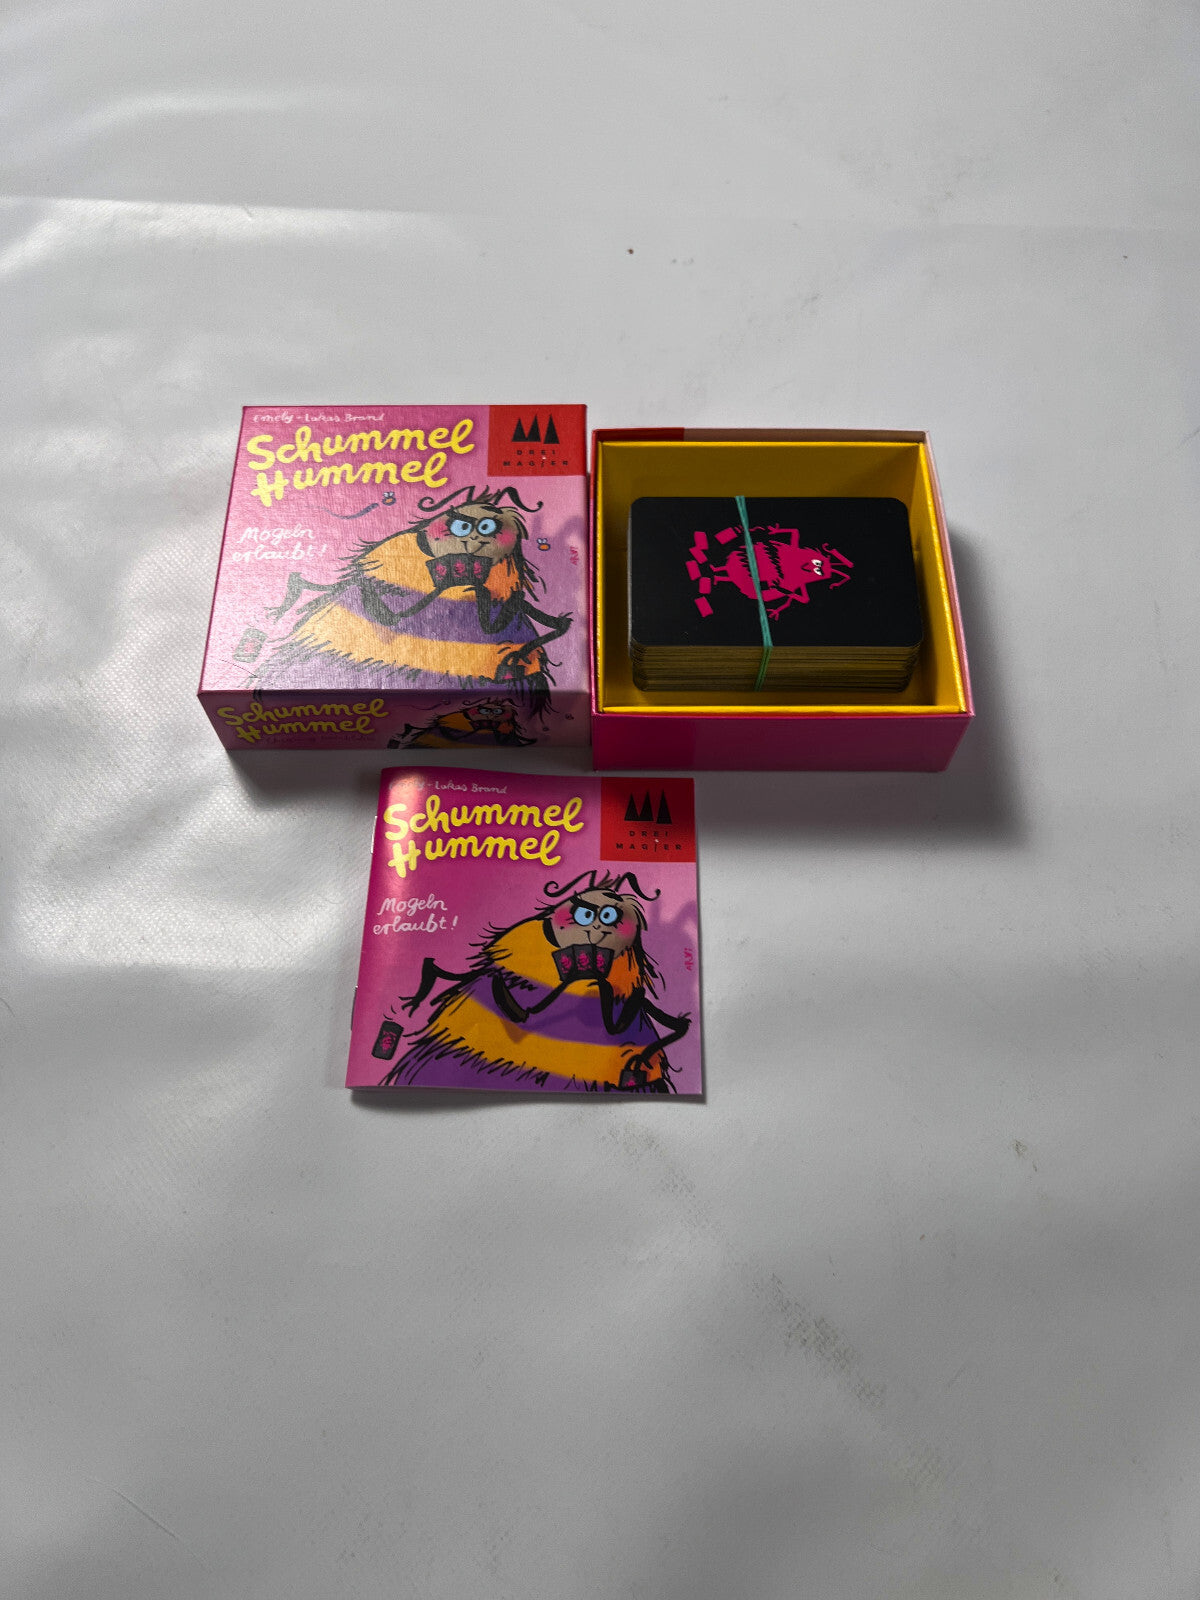 Emely + Lukas Brand
Schummel
Hummel
DREI
MAGIER
Mogeln
erlaubt!
Schummel
Hummel
Lukas Brand
Schummel
Hummel
DREI
MAGIER
Mogeln
erlaubt!